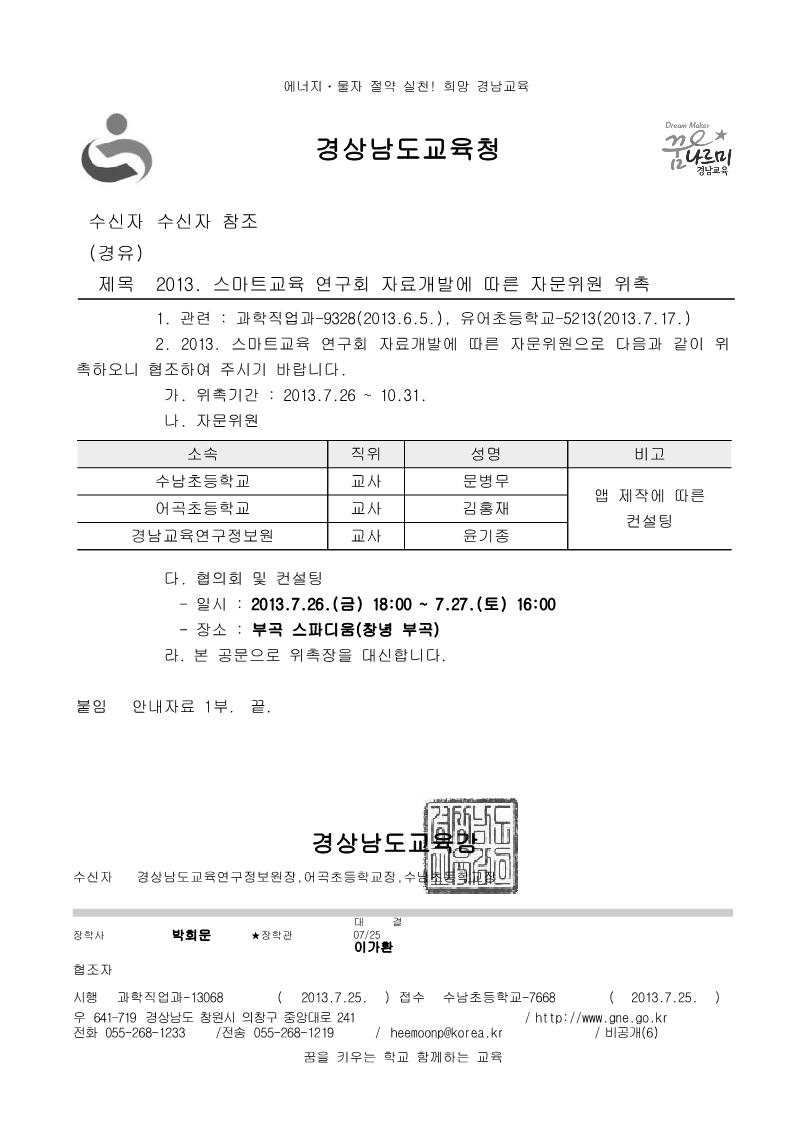 에너지·물자 절약 실천! 희망 경남교육
경상남도교육청
Dream Maker
꿈나르미
경남교육
수신자 수신자 참조
(경유)
제목 2013. 스마트교육 연구회 자료개발에 따른 자문위원 위촉
1. 관련 : 과학직업과-9328(2013.6.5.), 유어초등학교-5213(2013.7.17.)
2. 2013. 스마트교육 연구회 자료개발에 따른 자문위원으로 다음과 같이 위
촉하오니 협조하여 주시기 바랍니다.
가. 위촉기간 : 2013.7.26 ~ 10.31.
나. 자문위원
소속 직위 성명 비고
수남초등학교 교사 문병무
어곡초등학교 교사 김홍재
경남교육연구정보원 교사 윤기종
앱 제작에 따른
컨설팅
다. 협의회 및 컨설팅
- 일시 : 2013.7.26.(금) 18:00 ~ 7.27.(토) 16:00
- 장소 : 부곡 스파디움(창녕 부곡)
라. 본 공문으로 위촉장을 대신합니다.
붙임 안내자료 1부. 끝.
경상남도교육감
수신자 경상남도교육연구정보원장,어곡초등학교장,수남초등학교장
대 결
장학사 박희문 ★장학관 07/25
이가환
협조자
시행 과학직업과-13068 ( 2013.7.25. ) 접수 수남초등학교-7668 ( 2013.7.25. )
우 641-719 경상남도 창원시 의창구 중앙대로 241 / http://www.gne.go.kr
전화 055-268-1233 /전송 055-268-1219 / heemoonp@korea.kr / 비공개(6)
꿈을 키우는 학교 함께하는 교육